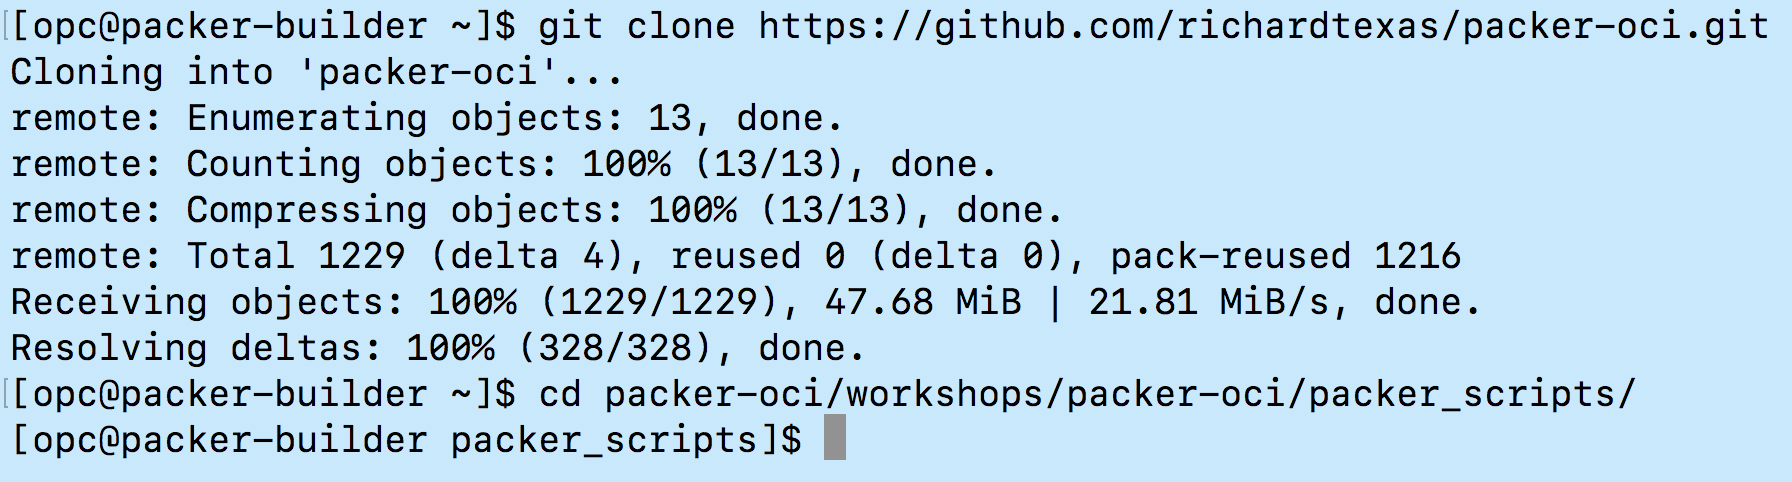 [opc@packer-builder ~]$ git clone https://github.com/richardtexas/packer-oci.git
Cloning into 'packer-oci'...
remote: Enumerating objects: 13, done.
remote: Counting objects: 100% (13/13), done.
remote: Compressing objects: 100% (13/13), done.
remote: Total 1229 (delta 4), reused 0 (delta 0), pack-reused 1216
Receiving objects: 100% (1229/1229), 47.68 MiB | 21.81 MiB/s, done.
Resolving deltas: 100% (328/328), done.
[opc@packer-builder ~]$ cd packer-oci/workshops/packer-oci/packer_scripts/
[opc@packer-builder packer_scripts]$